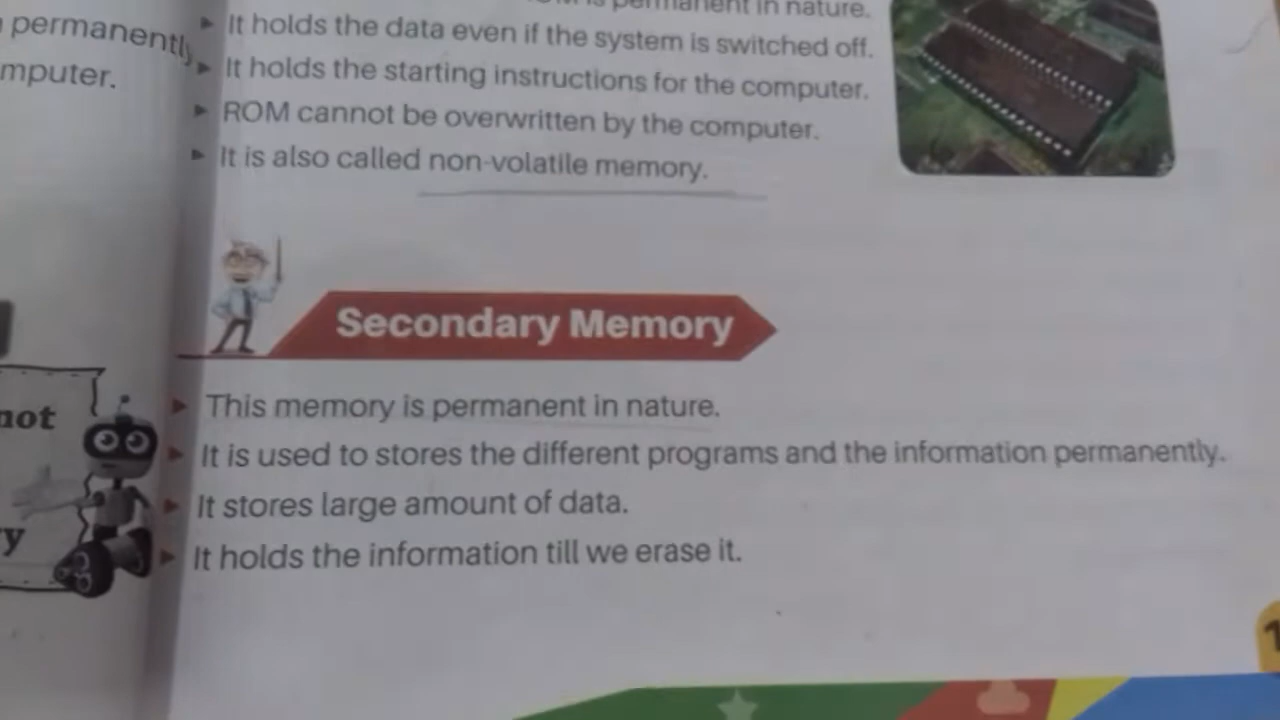 permanently
mputer.
not
y
permanent in nature.
It holds the data even if the system is switched off.
It holds the starting instructions for the computer.
ROM cannot be overwritten by the computer.
It is also called non-volatile memory.
Secondary Memory
This memory is permanent in nature.
It is used to stores the different programs and the information permanently.
It stores large amount of data.
It holds the information till we erase it.